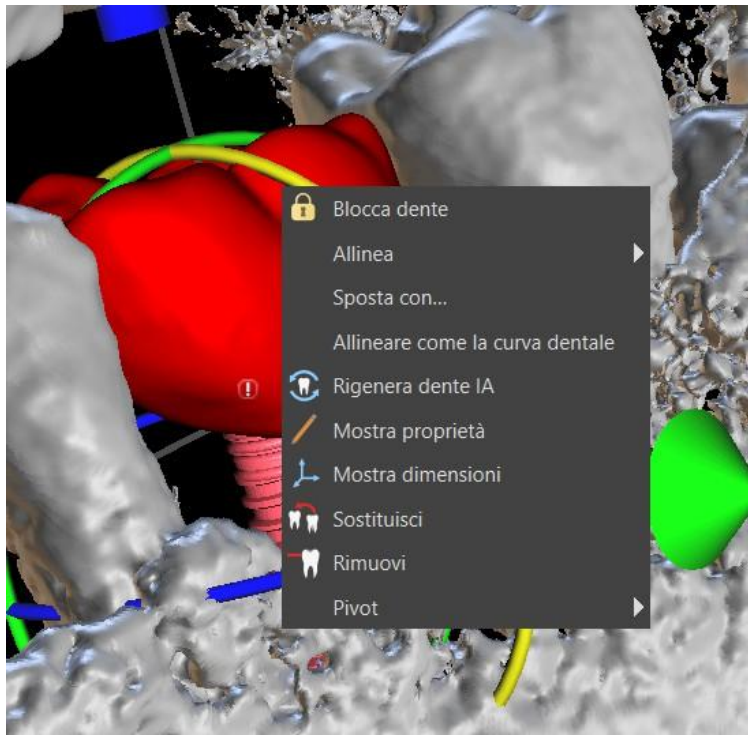 Blocca dente
Allinea
Sposta con...
Allineare come la curva dentale
Rigenera dente IA
Mostra proprietà
Mostra dimensioni
Sostituisci
Rimuovi
Pivot